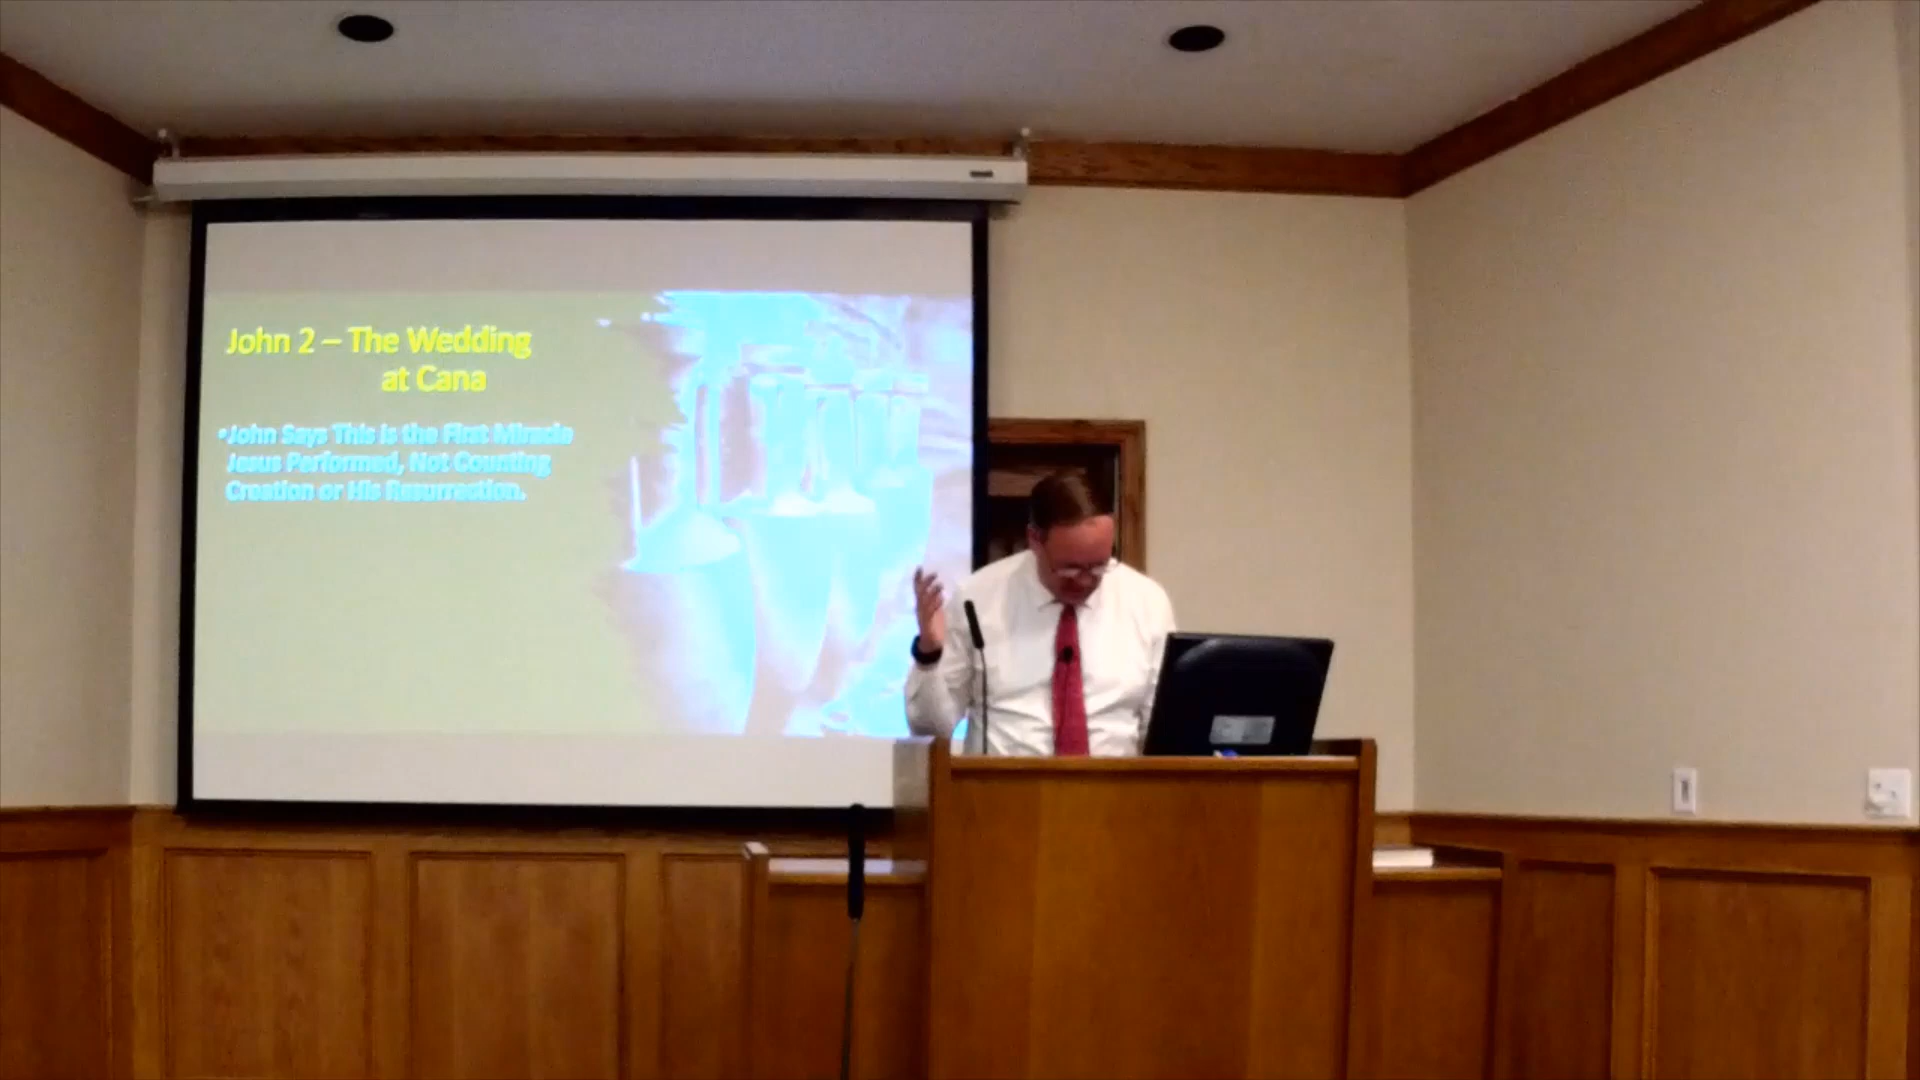 John 2 – The Wedding
at Cana
•John Says This is the First Miracle
Jesus Performed, Not Counting
Creation or His Resurrection.